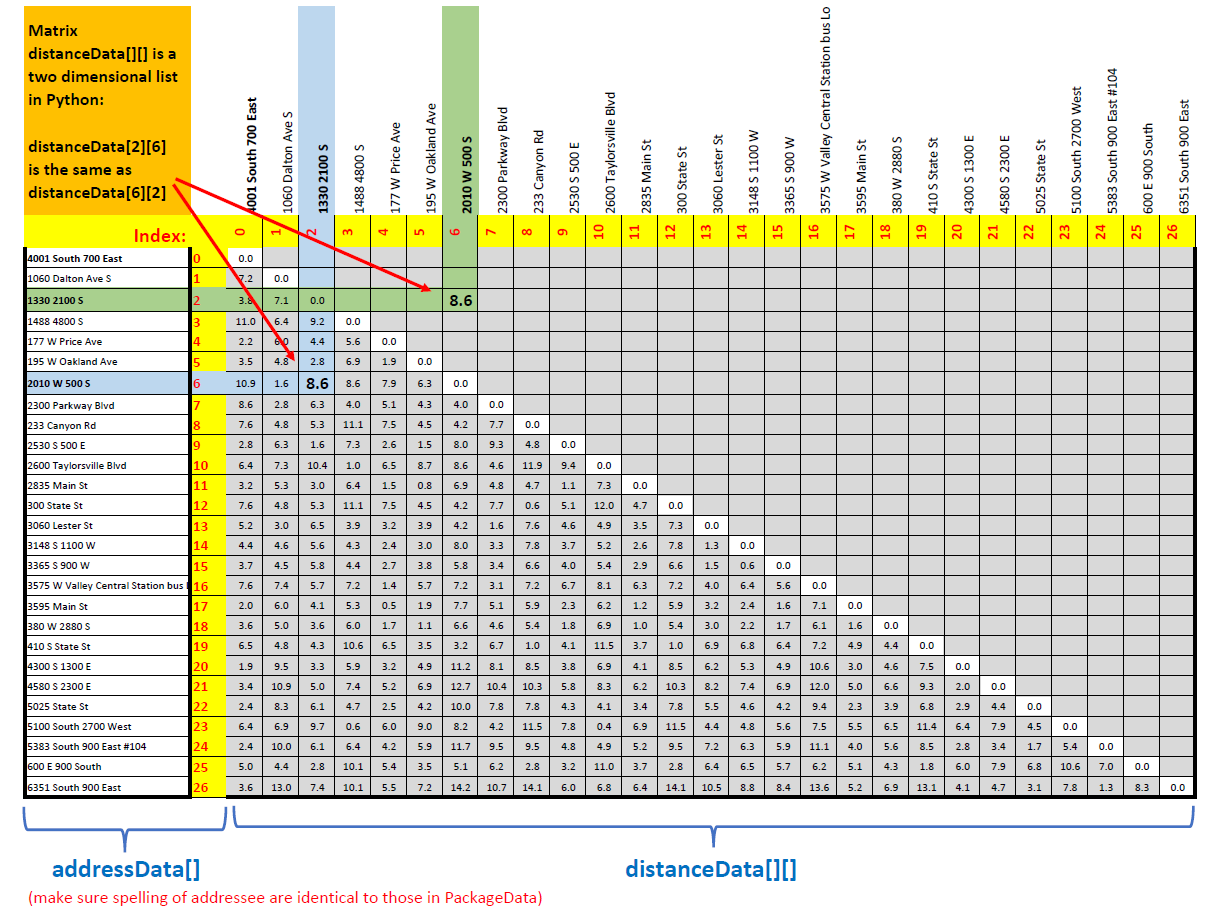 Matrix
distanceData[][] is a
two dimensional list
in Python:
distanceData[2][6]
is the same as
distanceData[6][2]
4001 South 700 East
1060 Dalton Ave S
1330 2100 S
1488 4800 S
177 W Price Ave
195 W Oakland Ave
2010 W 500 S
2300 Parkway Blvd
233 Canyon Rd
2530 S 500 E
2600 Taylorsville Blvd
2835 Main St
300 State St
3060 Lester St
3148 S 1100 W
3365 S 900 W
3575 W Valley Central Station bus Lo
3595 Main St
380 W 2880 S
410 S State St
4300 S 1300 E
4580 S 2300 E
5025 State St
5100 South 2700 West
5383 South 900 East #104
600 E 900 South
6351 South 900 East
Index: 0 1 2 3 4 5 6 7 8 9 10 11 12 13 14 15 16 17 18 19 20 21 22 23 24 25 26
4001 South 700 East 0 0.0
1060 Dalton Ave S 1 7.2 0.0
1330 2100 S 2 3.8 7.1 0.0 8.6
1488 4800 S 3 11.0 6.4 9.2 0.0
177 W Price Ave 4 2.2 6.0 4.4 5.6 0.0
195 W Oakland Ave 5 3.5 4.8 2.8 6.9 1.9 0.0
2010 W 500 S 6 10.9 1.6 8.6 8.6 7.9 6.3 0.0
2300 Parkway Blvd 7 8.6 2.8 6.3 4.0 5.1 4.3 4.0 0.0
233 Canyon Rd 8 7.6 4.8 5.3 11.1 7.5 4.5 4.2 7.7 0.0
2530 S 500 E 9 2.8 6.3 1.6 7.3 2.6 1.5 8.0 9.3 4.8 0.0
2600 Taylorsville Blvd 10 6.4 7.3 10.4 1.0 6.5 8.7 8.6 4.6 11.9 9.4 0.0
2835 Main St 11 3.2 5.3 3.0 6.4 1.5 0.8 6.9 4.8 4.7 1.1 7.3 0.0
300 State St 12 7.6 4.8 5.3 11.1 7.5 4.5 4.2 7.7 0.6 5.1 12.0 4.7 0.0
3060 Lester St 13 5.2 3.0 6.5 3.9 3.2 3.9 4.2 1.6 7.6 4.6 4.9 3.5 7.3 0.0
3148 S 1100 W 14 4.4 4.6 5.6 4.3 2.4 3.0 8.0 3.3 7.8 3.7 5.2 2.6 7.8 1.3 0.0
3365 S 900 W 15 3.7 4.5 5.8 4.4 2.7 3.8 5.8 3.4 6.6 4.0 5.4 2.9 6.6 1.5 0.6 0.0
3575 W Valley Central Station bus 16 7.6 7.4 5.7 7.2 1.4 5.7 7.2 3.1 7.2 6.7 8.1 6.3 7.2 4.0 6.4 5.6 0.0
3595 Main St 17 2.0 6.0 4.1 5.3 0.5 1.9 7.7 5.1 5.9 2.3 6.2 1.2 5.9 3.2 2.4 1.6 7.1 0.0
380 W 2880 S 18 3.6 5.0 3.6 6.0 1.7 1.1 6.6 4.6 5.4 1.8 6.9 1.0 5.4 3.0 2.2 1.7 6.1 1.6 0.0
410 S State St 19 6.5 4.8 4.3 10.6 6.5 3.5 3.2 6.7 1.0 4.1 11.5 3.7 1.0 6.9 6.8 6.4 7.2 4.9 4.4 0.0
4300 S 1300 E 20 1.9 9.5 3.3 5.9 3.2 4.9 11.2 8.1 8.5 3.8 6.9 4.1 8.5 6.2 5.3 4.9 10.6 3.0 4.6 7.5 0.0
4580 S 2300 E 21 3.4 10.9 5.0 7.4 5.2 6.9 12.7 10.4 10.3 5.8 8.3 6.2 10.3 8.2 7.4 6.9 12.0 5.0 6.6 9.3 2.0 0.0
5025 State St 22 2.4 8.3 6.1 4.7 2.5 4.2 10.0 7.8 7.8 4.3 4.1 3.4 7.8 5.5 4.6 4.2 9.4 2.3 3.9 6.8 2.9 4.4 0.0
5100 South 2700 West 23 6.4 6.9 9.7 0.6 6.0 9.0 8.2 4.2 11.5 7.8 0.4 6.9 11.5 4.4 4.8 5.6 7.5 5.5 6.5 11.4 6.4 7.9 4.5 0.0
5383 South 900 East #104 24 2.4 10.0 6.1 6.4 4.2 5.9 11.7 9.5 9.5 4.8 4.9 5.2 9.5 7.2 6.3 5.9 11.1 4.0 5.6 8.5 2.8 3.4 1.7 5.4 0.0
600 E 900 South 25 5.0 4.4 2.8 10.1 5.4 3.5 5.1 6.2 2.8 3.2 11.0 3.7 2.8 6.4 6.5 5.7 6.2 5.1 4.3 1.8 6.0 7.9 6.8 10.6 7.0 0.0
6351 South 900 East 26 3.6 13.0 7.4 10.1 5.5 7.2 14.2 10.7 14.1 6.0 6.8 6.4 14.1 10.5 8.8 8.4 13.6 5.2 6.9 13.1 4.1 4.7 3.1 7.8 1.3 8.3 0.0
addressData[]
distanceData[][]
(make sure spelling of addressee are identical to those in PackageData)